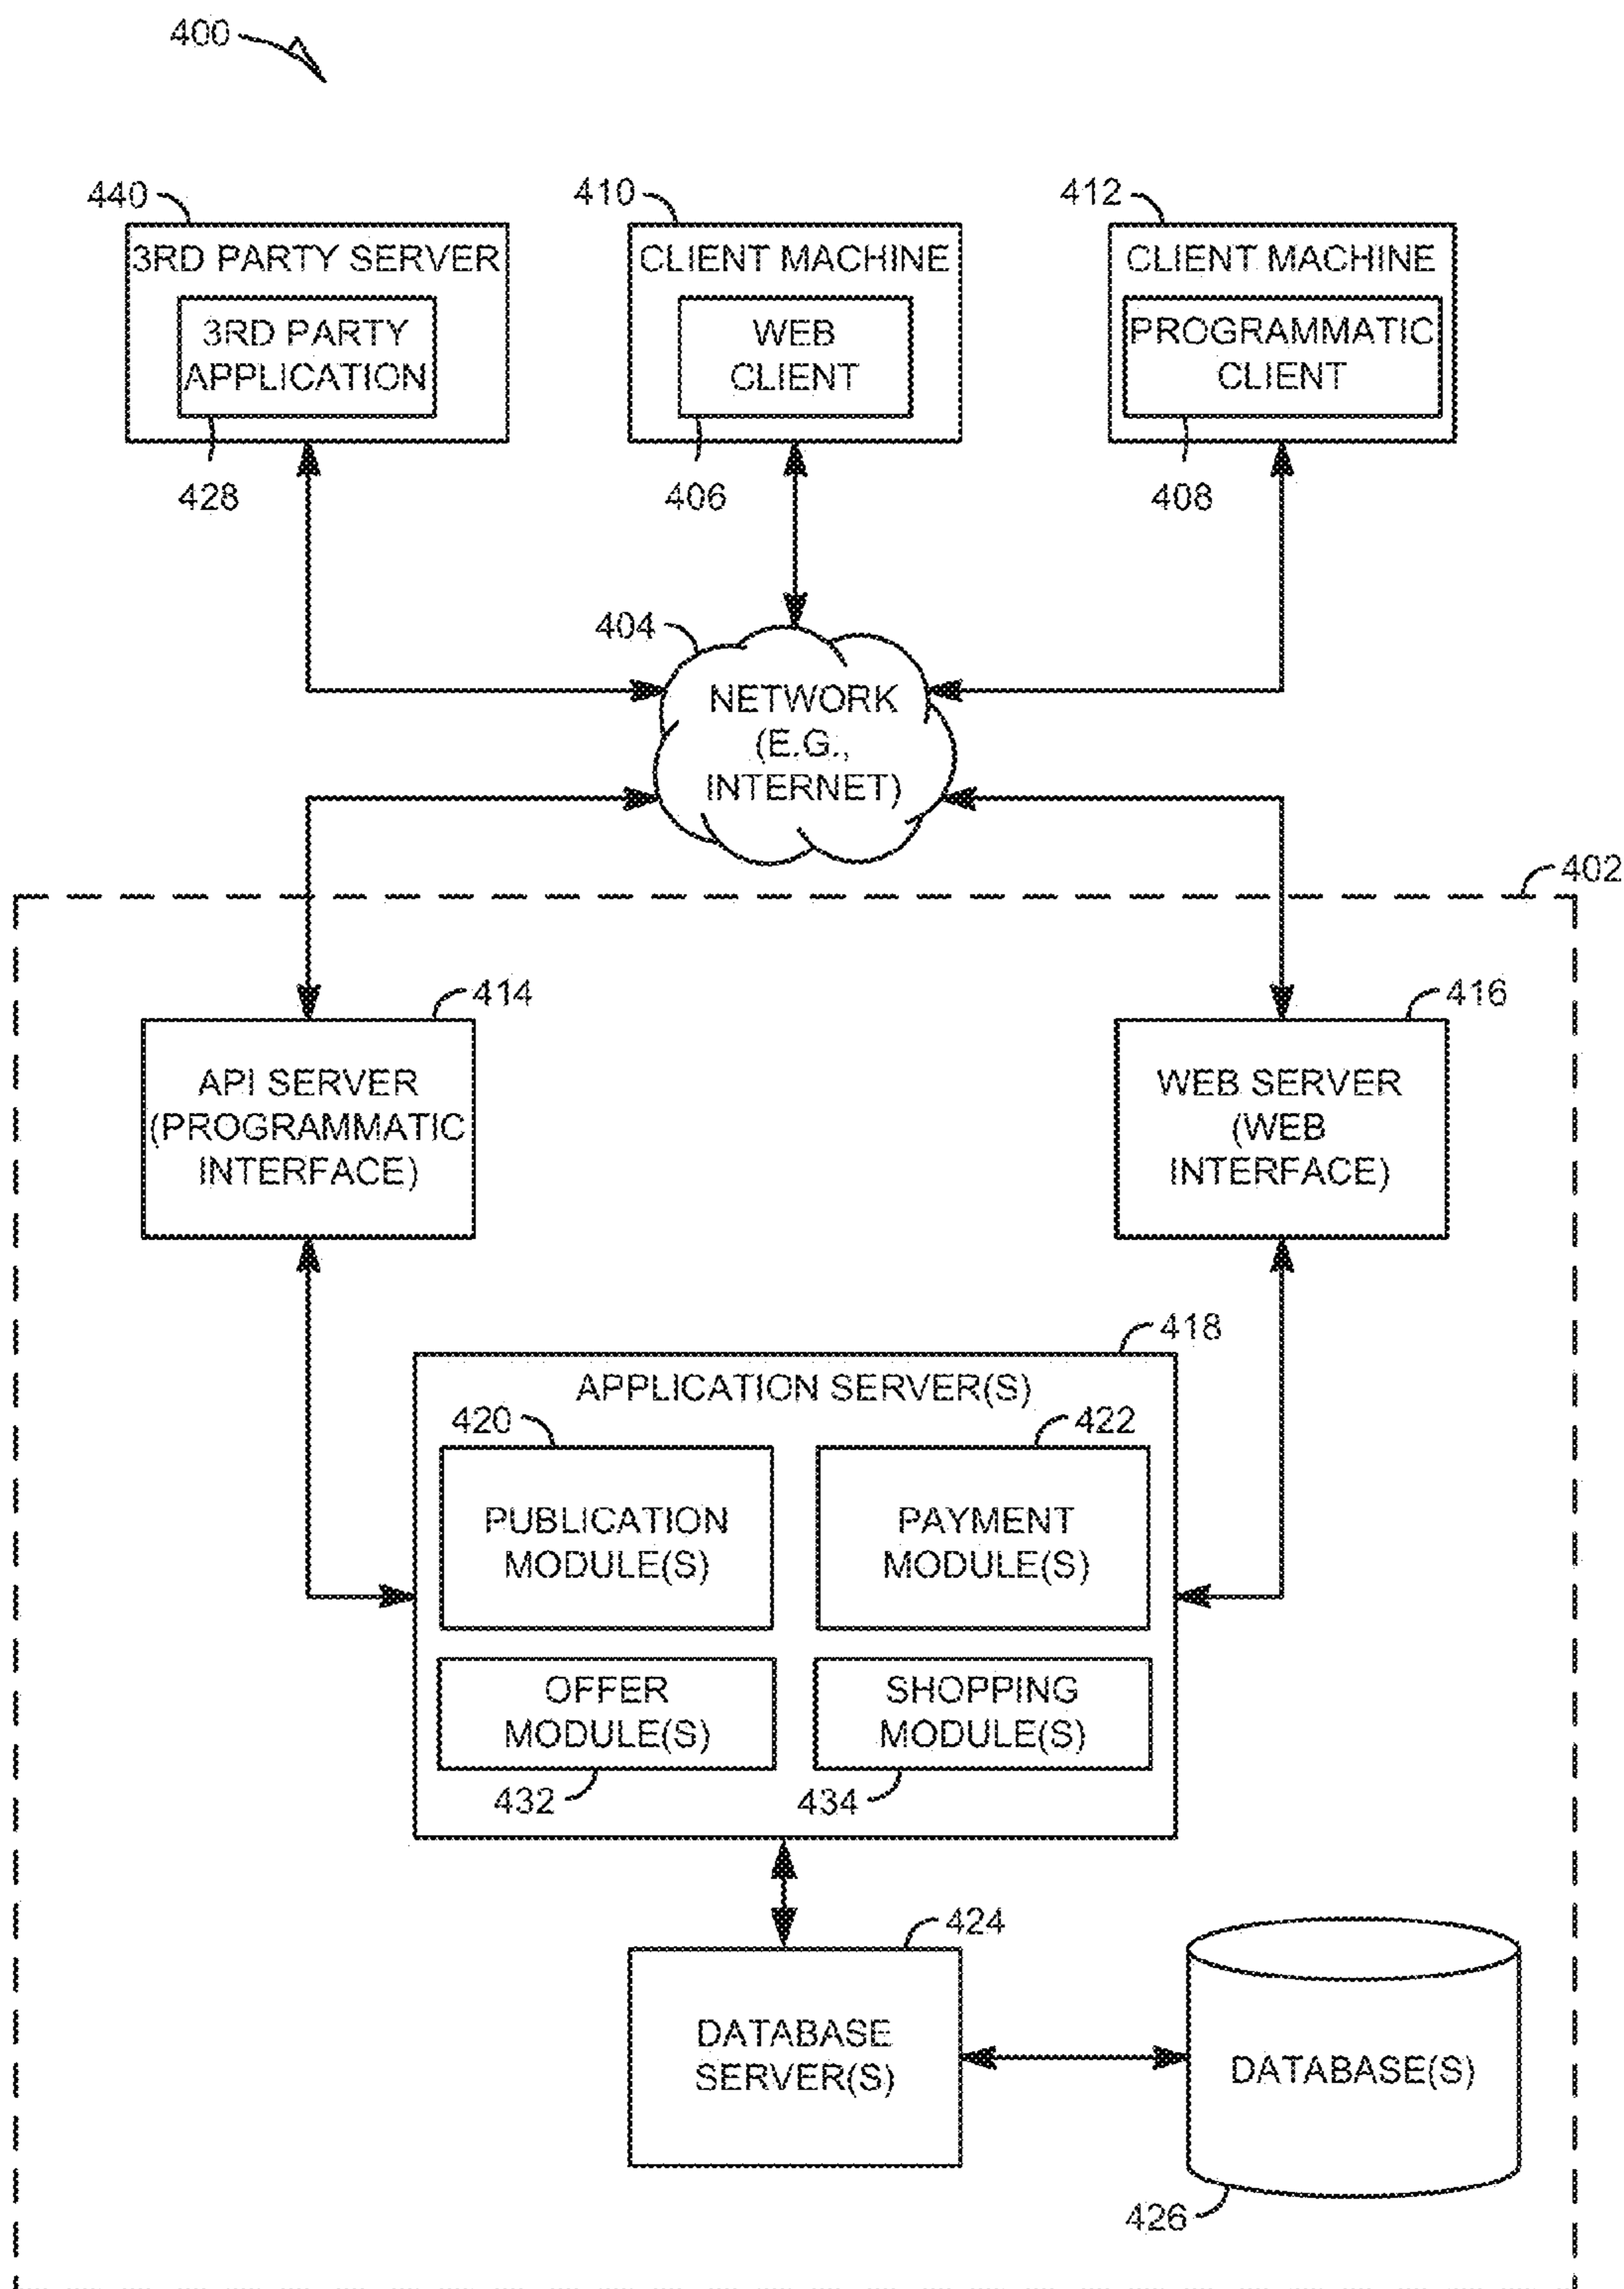 400
440
3RD PARTY SERVER
3RD PARTY
APPLICATION
428
410
CLIENT MACHINE
WEB
CLIENT
406
412
CLIENT MACHINE
PROGRAMMATIC
CLIENT
408
404
NETWORK
(E.G.,
INTERNET)
402
414
API SERVER
(PROGRAMMATIC
INTERFACE)
416
WEB SERVER
(WEB
INTERFACE)
418
APPLICATION SERVER(S)
420
PUBLICATION
MODULE(S)
422
PAYMENT
MODULE(S)
OFFER
MODULE(S)
432
SHOPPING
MODULE(S)
434
424
DATABASE
SERVER(S)
DATABASE(S)
426